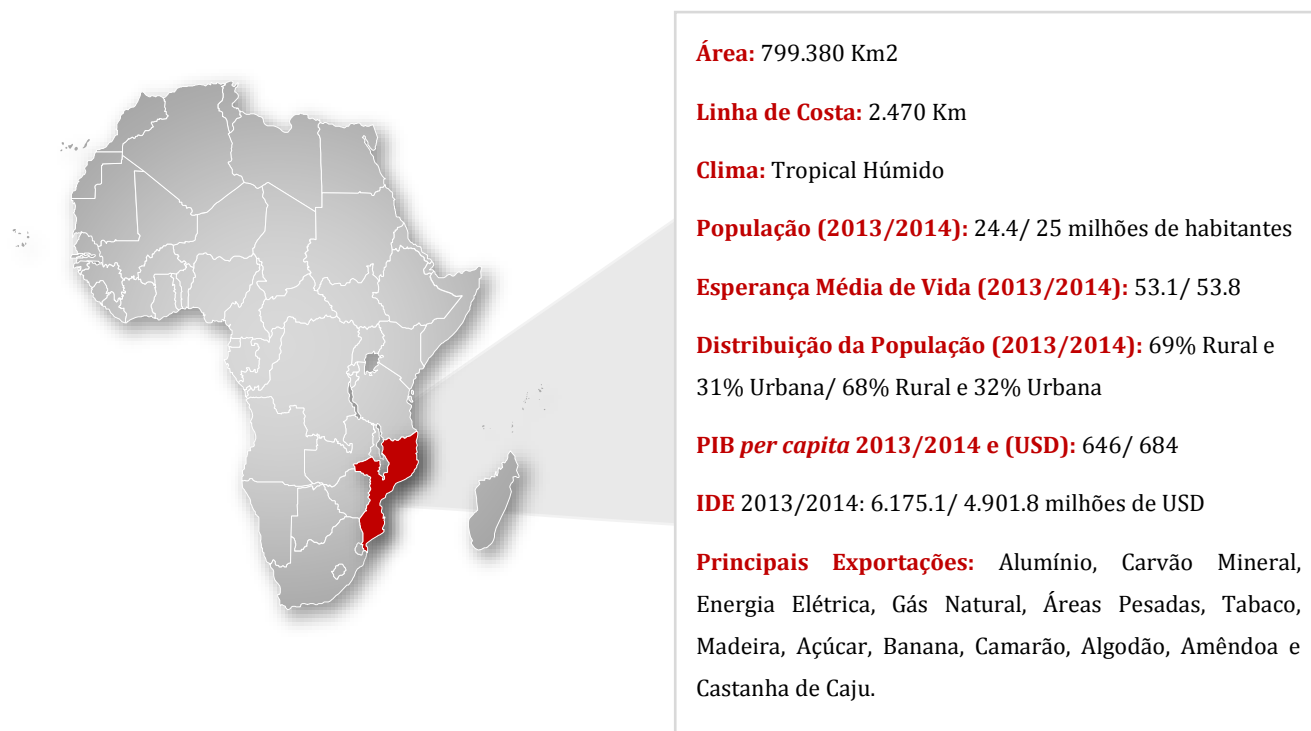 Área: 799.380 Km2
Linha de Costa: 2.470 Km
Clima: Tropical Húmido
População (2013/2014): 24.4/ 25 milhões de habitantes
Esperança Média de Vida (2013/2014): 53.1/ 53.8
Distribuição da População (2013/2014): 69% Rural e
31% Urbana/ 68% Rural e 32% Urbana
PIB per capita 2013/2014 e (USD): 646/ 684
IDE 2013/2014: 6.175.1/ 4.901.8 milhões de USD
Principais Exportações: Alumínio, Carvão Mineral,
Energia Elétrica, Gás Natural, Áreas Pesadas, Tabaco,
Madeira, Açúcar, Banana, Camarão, Algodão, Amêndoa e
Castanha de Caju.